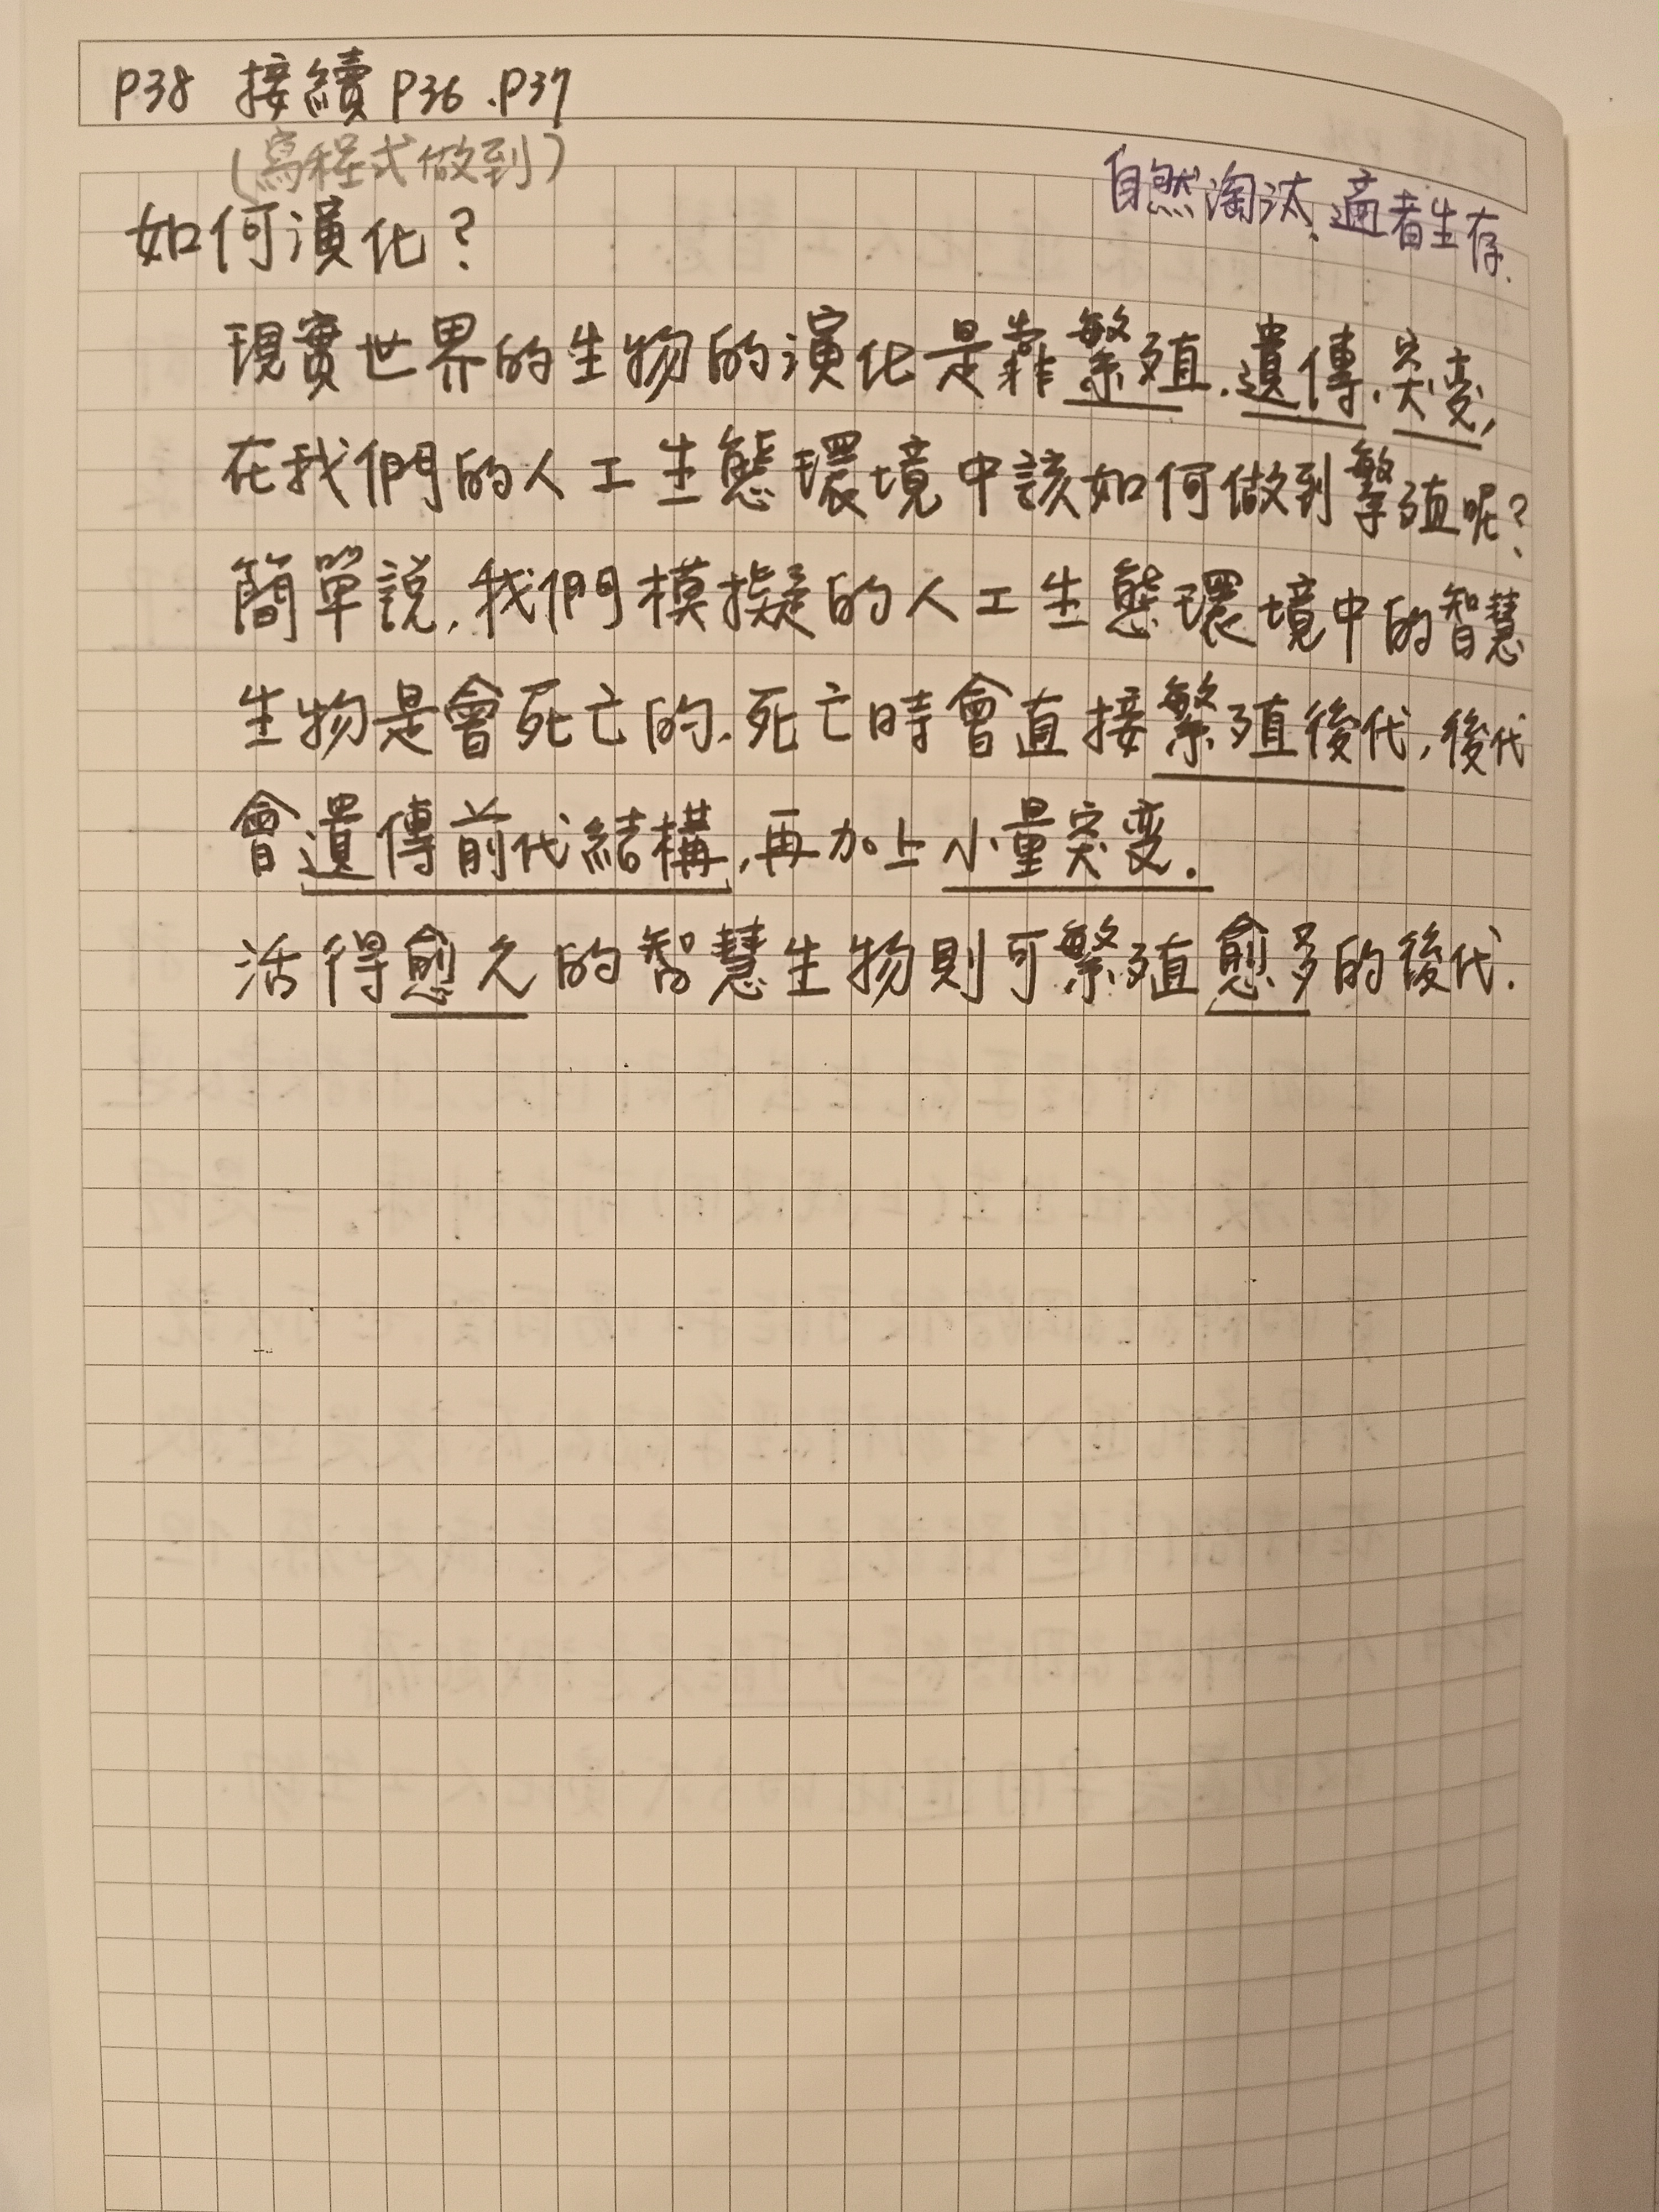 P38 接續 P36、P37
(寫程式做到)
自然淘汰、適者生存.
如何演化?
現實世界的生物的演化是靠繁殖、遺傳、突变,
在我們的人工生態環境中該如何做到繁殖呢?
簡單說,我們模擬的人工生態環境中的智慧
生物是會死亡的.死亡時會直接繁殖後代,後代
會遺傳前代結構,再加上小量突变.
活得愈久的智慧生物則可繁殖愈多的後代.